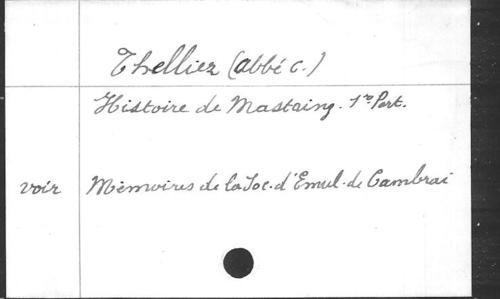 Thellier (abbé C.)
Histoire de Mastaing. 1re Part.
voir Mémoires de la Soc. d'Emul. de Cambrai